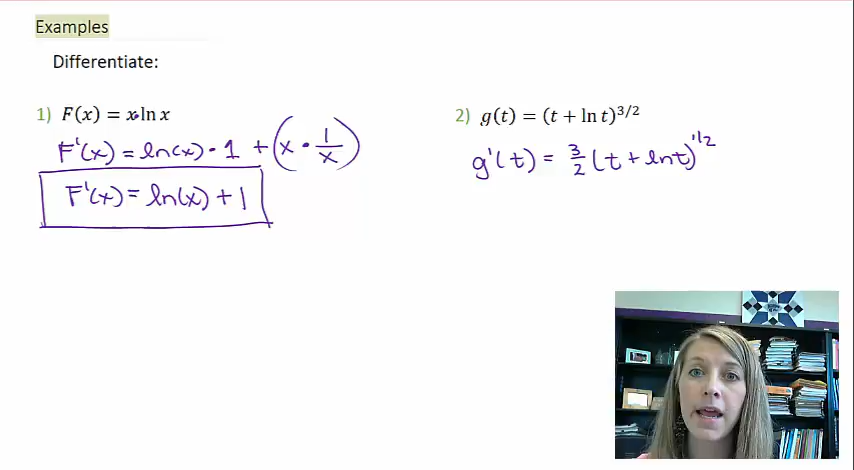 Examples
Differentiate:
1) F(x) = x·ln x
F'(x) = ln(x) · 1 + (x · 1/x)
F'(x) = ln(x) + 1
2) g(t) = (t + ln t)^{3/2}
g'(t) = 3/2 (t + ln t)^{1/2}